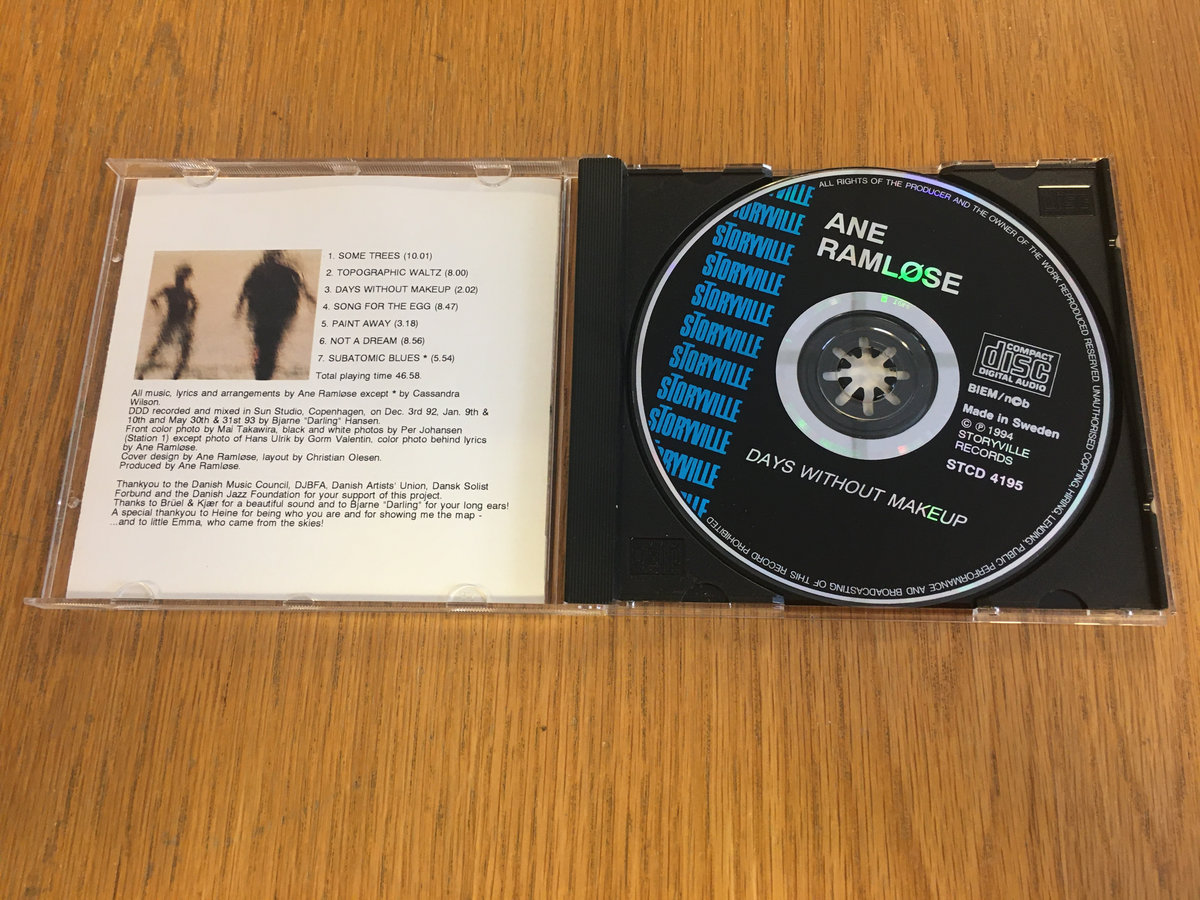 1. SOME TREES (10.01)
2. TOPOGRAPHIC WALTZ (8.00)
3. DAYS WITHOUT MAKEUP (2.02)
4. SONG FOR THE EGG (8.47)
5. PAINT AWAY (3.18)
6. NOT A DREAM (8.56)
7. SUBATOMIC BLUES * (5.54)
Total playing time 46.58.
All music, lyrics and arrangements by Ane Ramløse except * by Cassandra
Wilson.
DDD recorded and mixed in Sun Studio, Copenhagen, on Dec. 3rd 92, Jan. 9th &
10th and May 30th & 31st 93 by Bjarne "Darling" Hansen.
Front color photo by Mai Takawira, black and white photos by Per Johansen
(Station 1) except photo of Hans Ulrik by Gorm Valentin, color photo behind lyrics
by Ane Ramløse.
Cover design by Ane Ramløse, layout by Christian Olesen.
Produced by Ane Ramløse.
Thankyou to the Danish Music Council, DJBFA, Danish Artists' Union, Dansk Solist
Forbund and the Danish Jazz Foundation for your support of this project.
Thanks to Brüel & Kjær for a beautiful sound and to Bjarne "Darling" for your long ears!
A special thankyou to Heine for being who you are and for showing me the map -
...and to little Emma, who came from the skies!
ALL RIGHTS OF THE PRODUCER AND THE OWNER OF THE WORK REPRODUCED RESERVED. UNAUTHORISED COPYING, HIRING, LENDING, PUBLIC PERFORMANCE AND BROADCASTING OF THIS RECORD PROHIBITED
STORYVILLE
STORYVILLE
STORYVILLE
STORYVILLE
STORYVILLE
STORYVILLE
STORYVILLE
STORYVILLE
ANE
RAMLØSE
COMPACT
disc
DIGITAL AUDIO
BIEM/n©b
Made in Sweden
© ℗ 1994
STORYVILLE
RECORDS
STCD 4195
DAYS WITHOUT MAKEUP